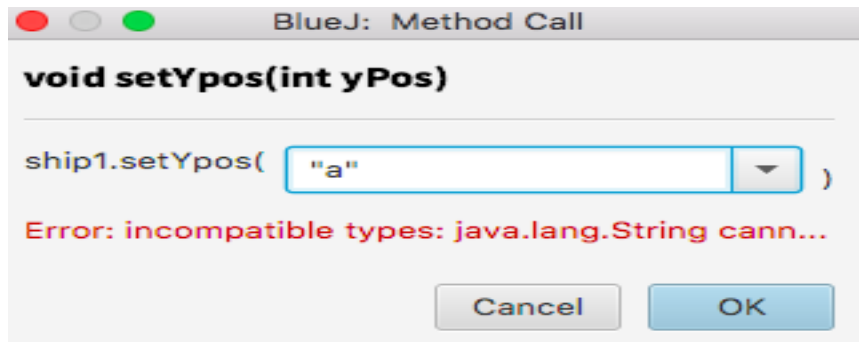 BlueJ: Method Call
void setYpos(int yPos)
ship1.setYpos( "a" )
Error: incompatible types: java.lang.String cann...
Cancel OK